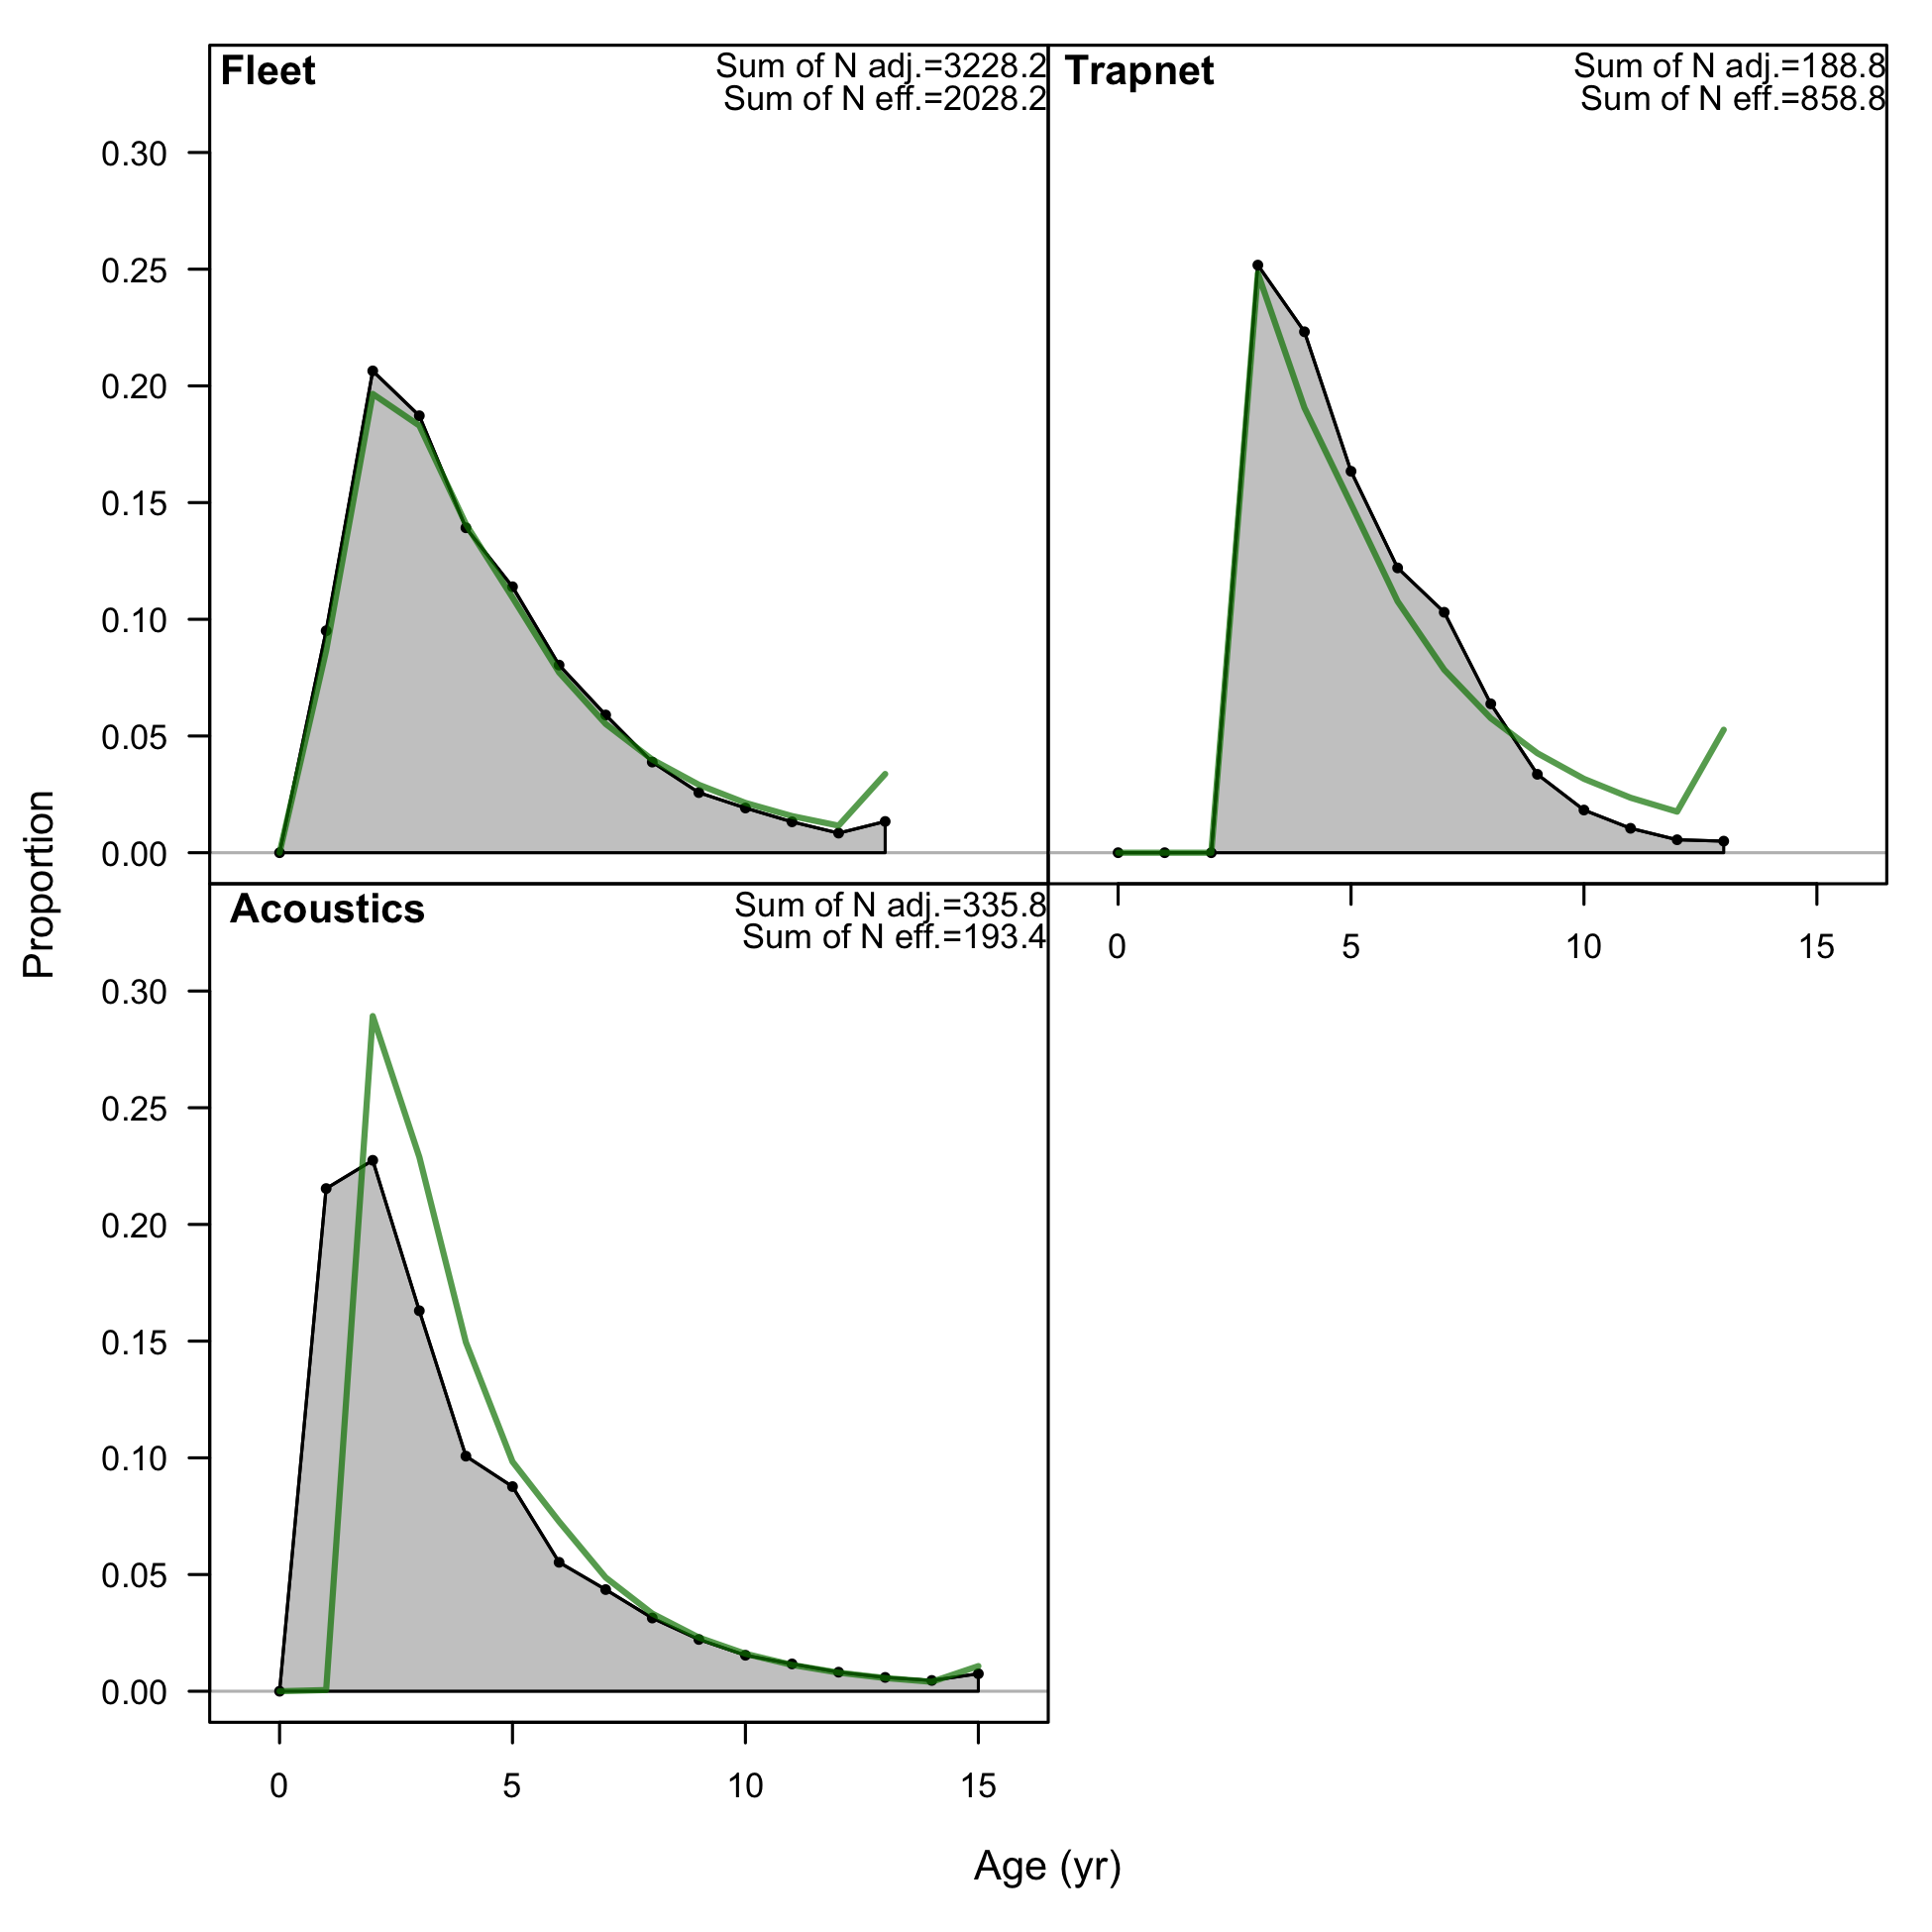 Fleet
Sum of N adj.=3228.2
Sum of N eff.=2028.2
0.30
0.25
0.20
0.15
0.10
0.05
0.00
Trapnet
Sum of N adj.=188.8
Sum of N eff.=858.8
0
5
10
15
Acoustics
Sum of N adj.=335.8
Sum of N eff.=193.4
0.30
0.25
0.20
0.15
0.10
0.05
0.00
0
5
10
15
Proportion
Age (yr)